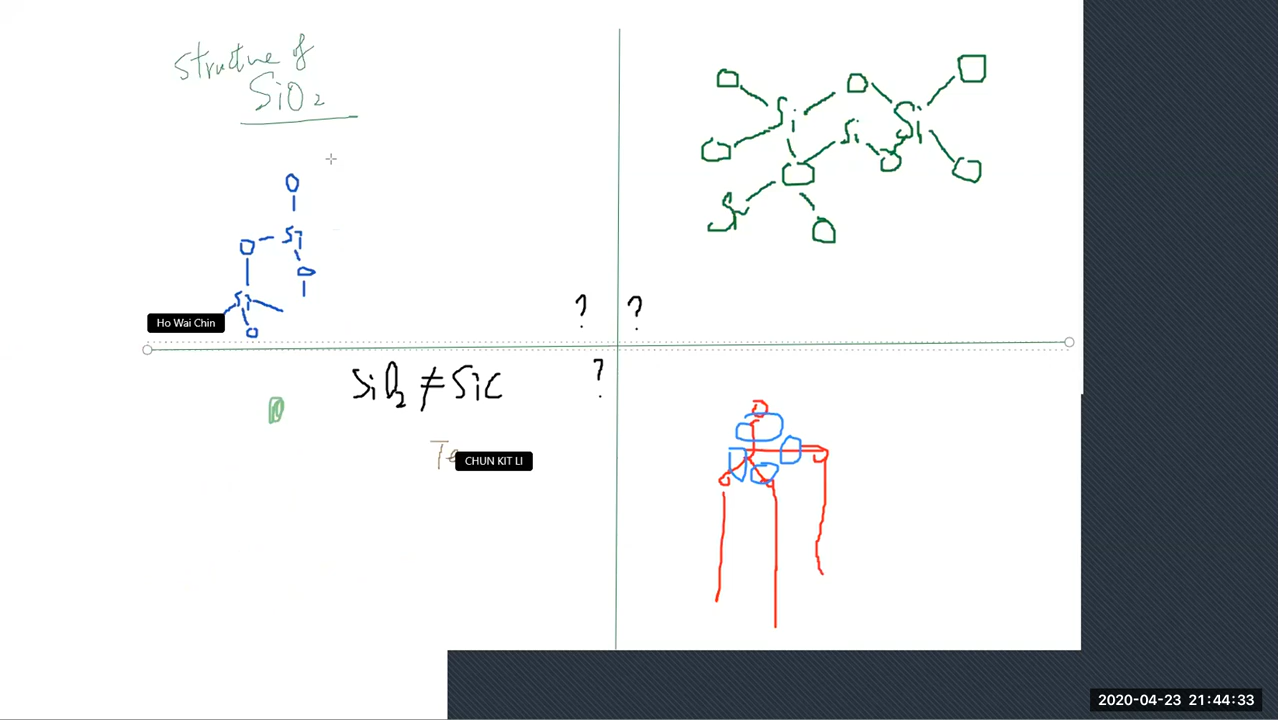 structure of
SiO2
O
O Si
O
Si
O
Ho Wai Chin
O O O
Si Si
O Si O O
O
Si O
? ?
SiO2 ≠ SiC ?
CHUN KIT LI
2020-04-23 21:44:33